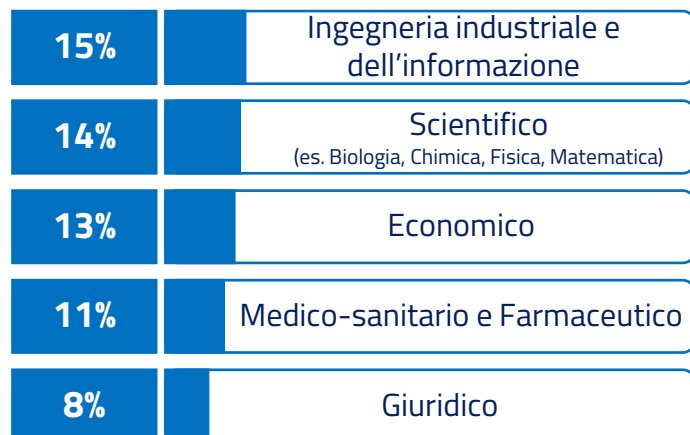 15%
Ingegneria industriale e
dell’informazione
14%
Scientifico
(es. Biologia, Chimica, Fisica, Matematica)
13%
Economico
11%
Medico-sanitario e Farmaceutico
8%
Giuridico